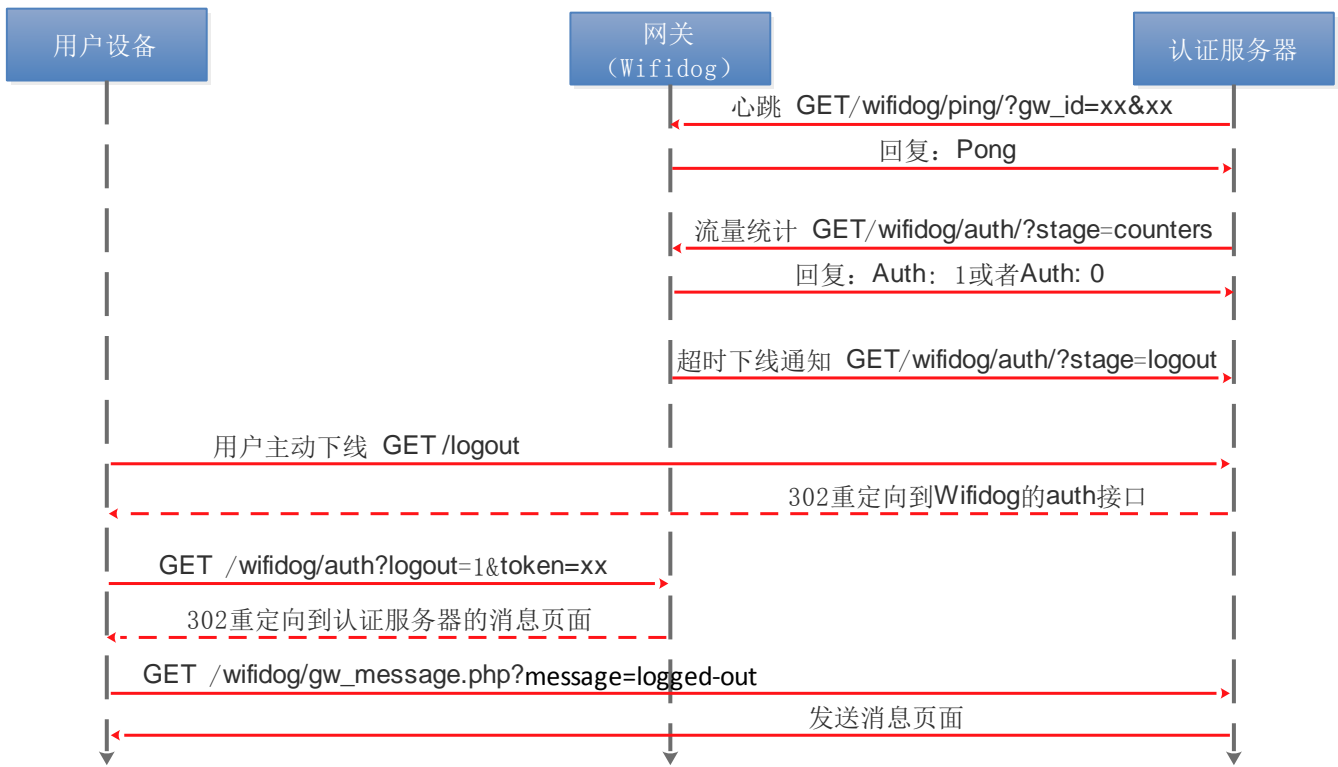 用户设备
网关
（Wifidog）
认证服务器
心跳 GET/wifidog/ping/?gw_id=xx&xx
回复：Pong
流量统计 GET/wifidog/auth/?stage=counters
回复：Auth: 1或者Auth: 0
超时下线通知 GET/wifidog/auth/?stage=logout
用户主动下线 GET /logout
302重定向到Wifidog的auth接口
GET /wifidog/auth?logout=1&token=xx
302重定向到认证服务器的消息页面
GET /wifidog/gw_message.php?message=logged-out
发送消息页面